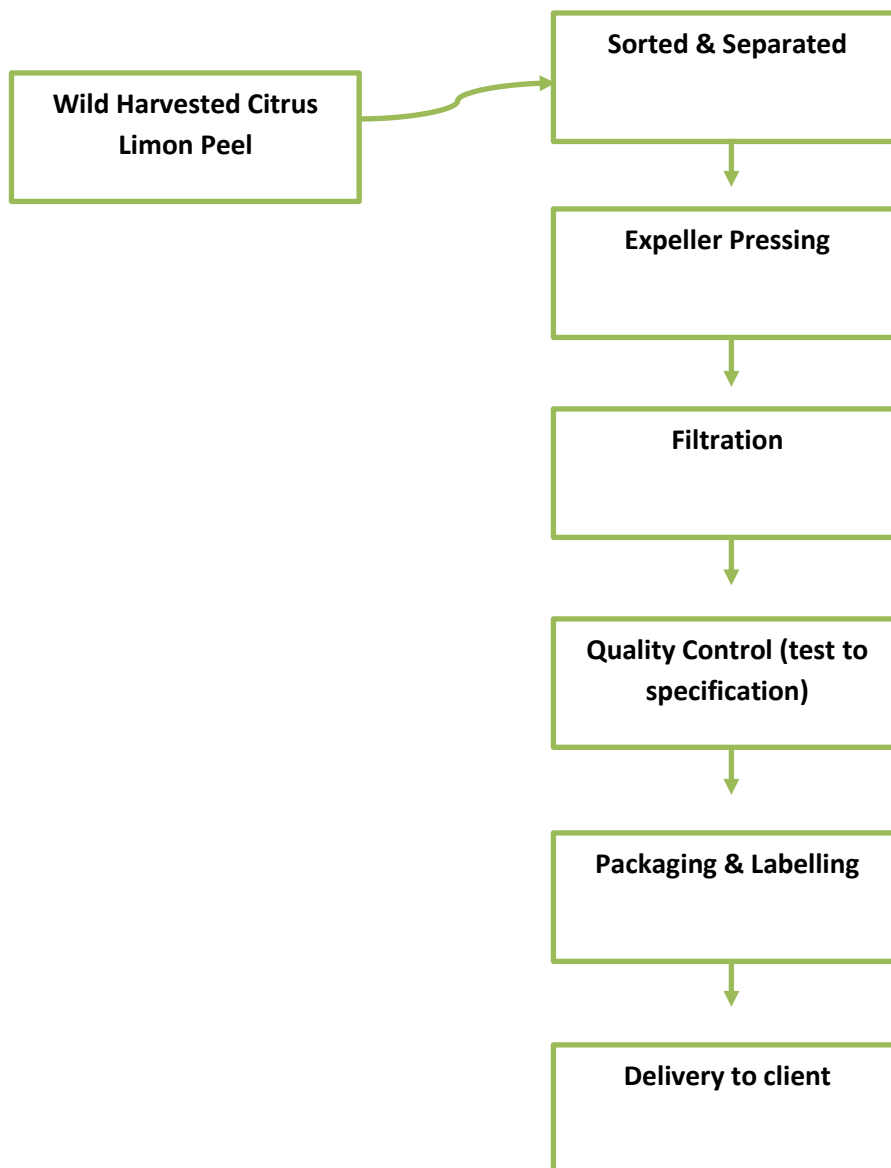 Wild Harvested Citrus
Limon Peel
Sorted & Separated
Expeller Pressing
Filtration
Quality Control (test to
specification)
Packaging & Labelling
Delivery to client